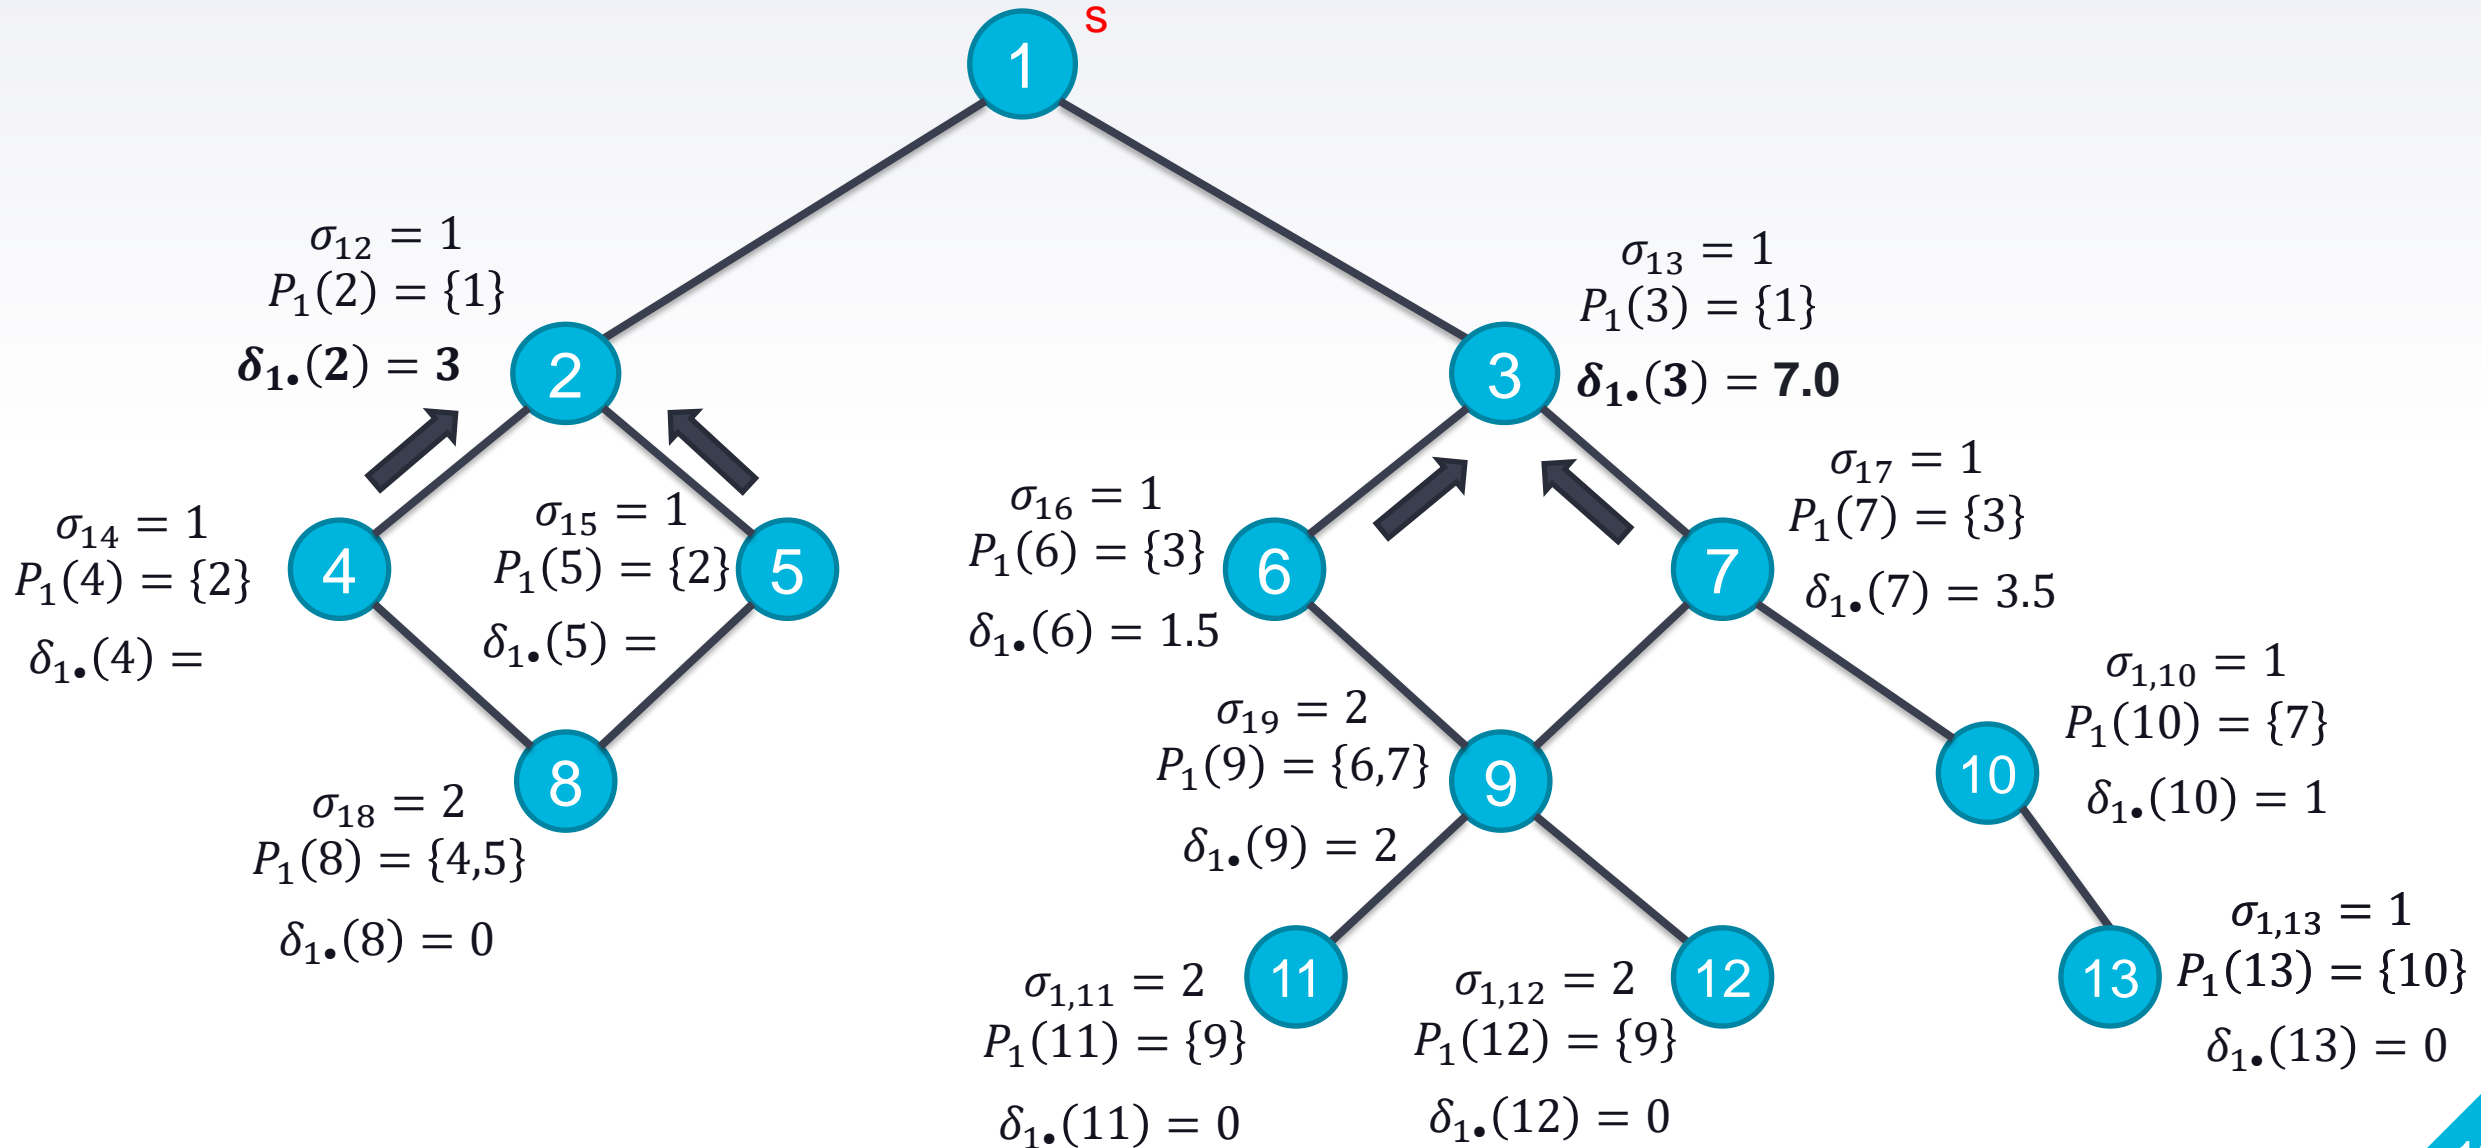 1
s
σ₁₂ = 1
P₁(2) = {1}
δ₁•(2) = 3
2
σ₁₃ = 1
P₁(3) = {1}
δ₁•(3) = 7.0
3
σ₁₄ = 1
P₁(4) = {2}
δ₁•(4) =
4
σ₁₅ = 1
P₁(5) = {2}
δ₁•(5) =
5
σ₁₆ = 1
P₁(6) = {3}
δ₁•(6) = 1.5
6
σ₁₇ = 1
P₁(7) = {3}
δ₁•(7) = 3.5
7
σ₁₈ = 2
P₁(8) = {4,5}
δ₁•(8) = 0
8
σ₁₉ = 2
P₁(9) = {6,7}
δ₁•(9) = 2
9
σ₁,₁₀ = 1
P₁(10) = {7}
δ₁•(10) = 1
10
σ₁,₁₁ = 2
P₁(11) = {9}
δ₁•(11) = 0
11
σ₁,₁₂ = 2
P₁(12) = {9}
δ₁•(12) = 0
12
σ₁,₁₃ = 1
P₁(13) = {10}
δ₁•(13) = 0
13